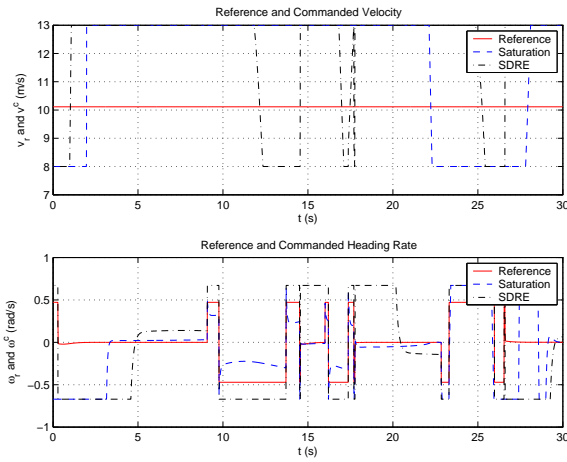 Reference and Commanded Velocity
13
12
11
10
9
8
7
v_r and v^c (m/s)
Reference
Saturation
SDRE
0 5 10 15 20 25 30
t (s)
Reference and Commanded Heading Rate
1
0.5
0
−0.5
−1
ω_r and ω^c (rad/s)
Reference
Saturation
SDRE
0 5 10 15 20 25 30
t (s)